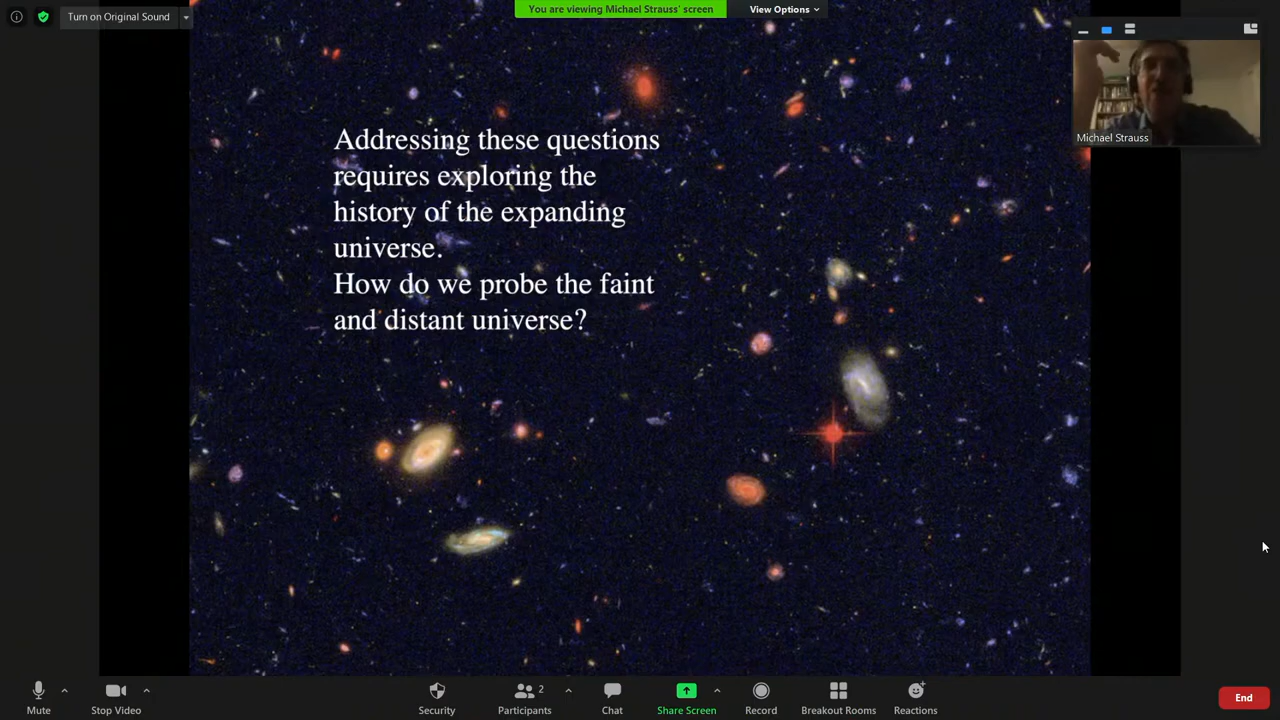 Turn on Original Sound
You are viewing Michael Strauss' screen
View Options
Michael Strauss
Addressing these questions
requires exploring the
history of the expanding
universe.
How do we probe the faint
and distant universe?
Mute
Stop Video
Security
Participants
2
Chat
Share Screen
Record
Breakout Rooms
Reactions
End